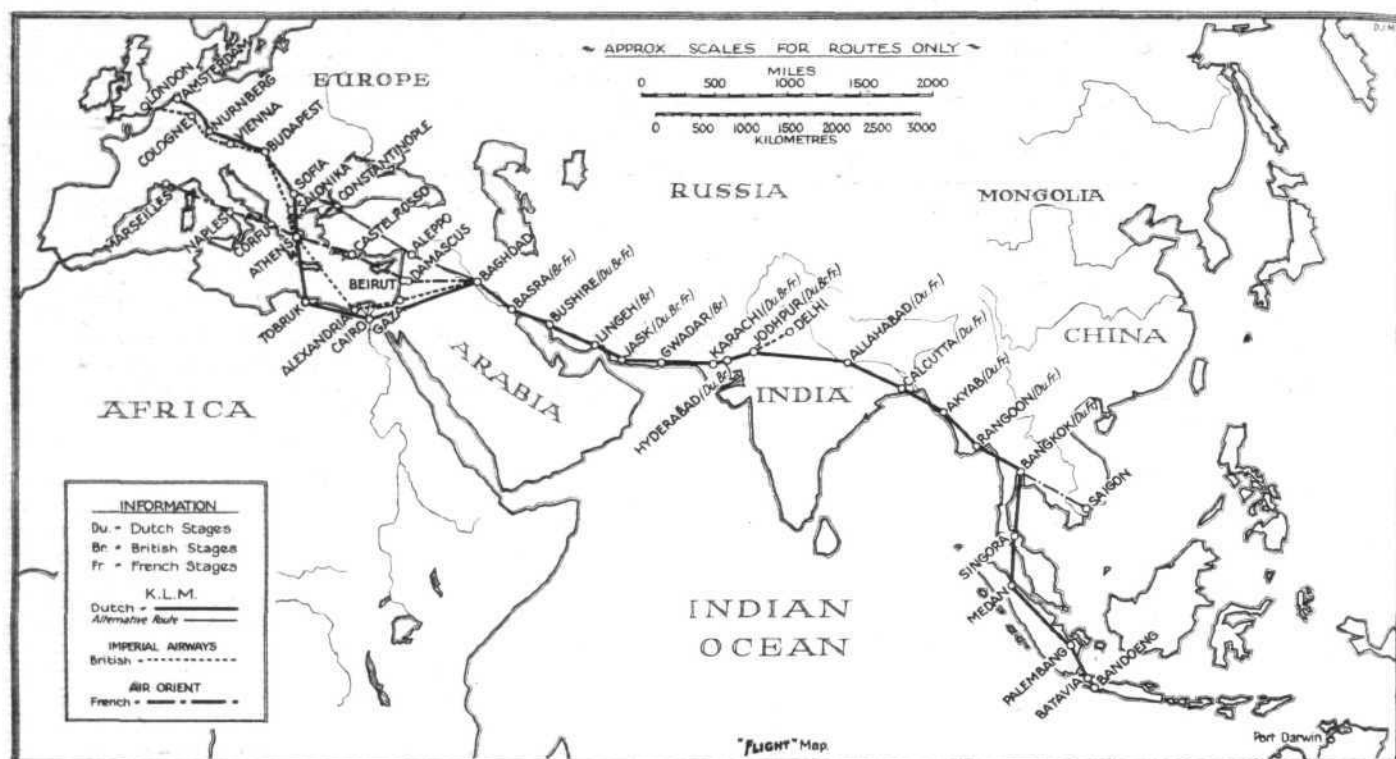 D.J.M.
~ APPROX SCALES FOR ROUTES ONLY ~
MILES
0 500 1000 1500 2000
0 500 1000 1500 2000 2500 3000
KILOMETRES
EUROPE
RUSSIA
MONGOLIA
CHINA
INDIA
ARABIA
AFRICA
INDIAN
OCEAN
LONDON
AMSTERDAM
COLOGNE
NURNBERG
VIENNA
BUDAPEST
SOFIA
SALONIKA
CONSTANTINOPLE
MARSEILLES
NAPLES
CORFU
ATHENS
CASTELROSSO
ALEPPO
DAMASCUS
BEIRUT
BAGHDAD
TOBRUK
ALEXANDRIA
CAIRO
GAZA
BASRA (Br·Fr)
BUSHIRE (Du·Br·Fr)
LINGEH (Br)
JASK (Du·Br·Fr)
GWADAR (Br)
KARACHI (Du·Br·Fr)
HYDERABAD (Du·Br)
JODHPUR (Du·Br·Fr)
DELHI
ALLAHABAD (Du·Fr)
CALCUTTA (Du·Fr)
AKYAB (Du·Fr)
RANGOON (Du·Fr)
BANGKOK (Du·Fr)
SAIGON
SINGORA
MEDAN
PALEMBANG
BATAVIA
BANDOENG
Port Darwin
INFORMATION
Du. - Dutch Stages
Br. - British Stages
Fr - French Stages
K.L.M.
Dutch -
Alternative Route
IMPERIAL AIRWAYS
British -
AIR ORIENT
French -
"FLIGHT" Map.